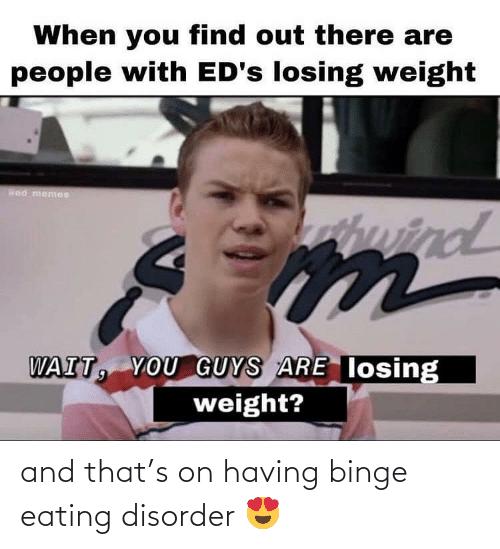 When you find out there are
people with ED's losing weight
thwind
WAIT, YOU GUYS ARE losing
weight?
and that’s on having binge
eating disorder 😍